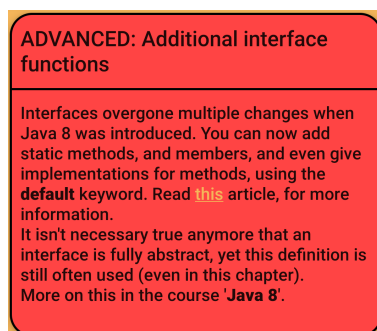 ADVANCED: Additional interface
functions
Interfaces overgone multiple changes when
Java 8 was introduced. You can now add
static methods, and members, and even give
implementations for methods, using the
default keyword. Read this article, for more
information.
It isn't necessary true anymore that an
interface is fully abstract, yet this definition is
still often used (even in this chapter).
More on this in the course 'Java 8'.